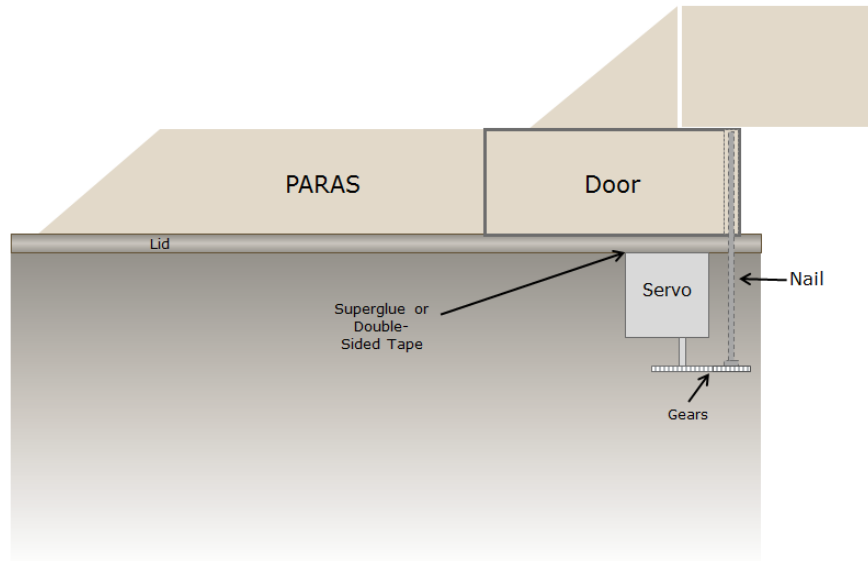 PARAS
Door
Lid
Servo
Nail
Superglue or
Double-
Sided Tape
Gears